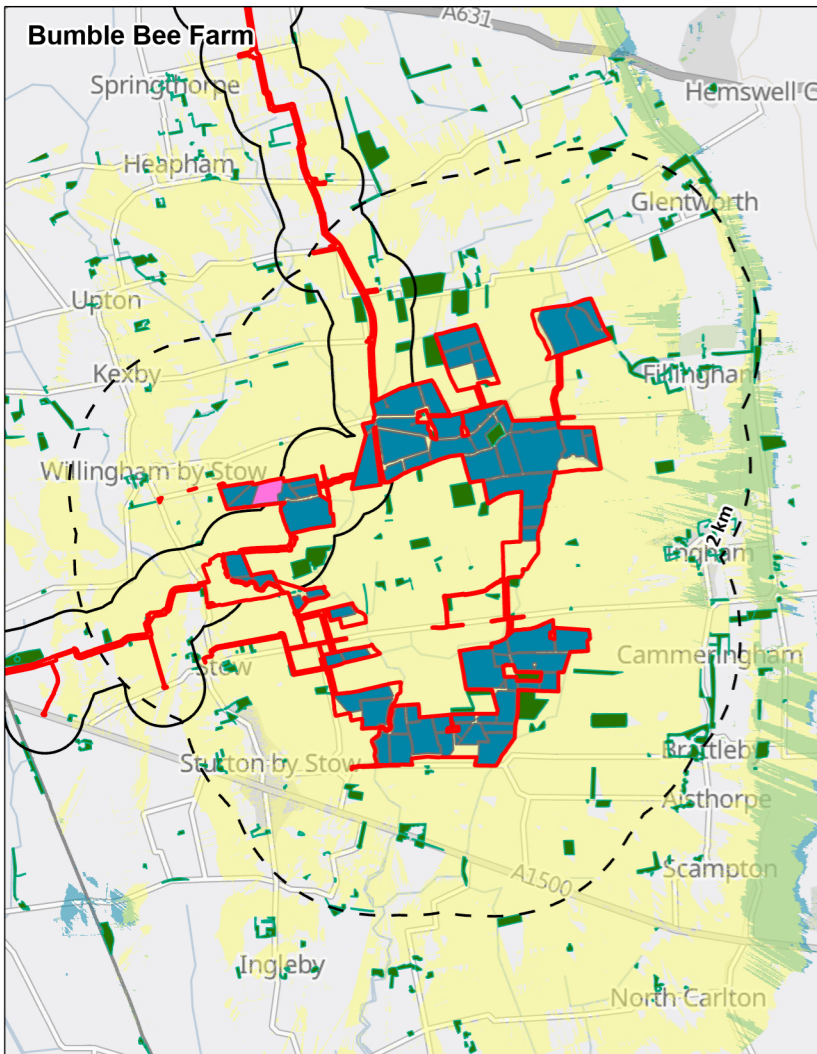 Bumble Bee Farm
A631
Springthorpe
Hemswell C
Heapham
Glentworth
Upton
Kexby
Fillingham
Willingham by Stow
2 km
Ingham
Stow
Cammeringham
Sturton by Stow
Brattleby
Aisthorpe
A1500
Scampton
Ingleby
North Carlton